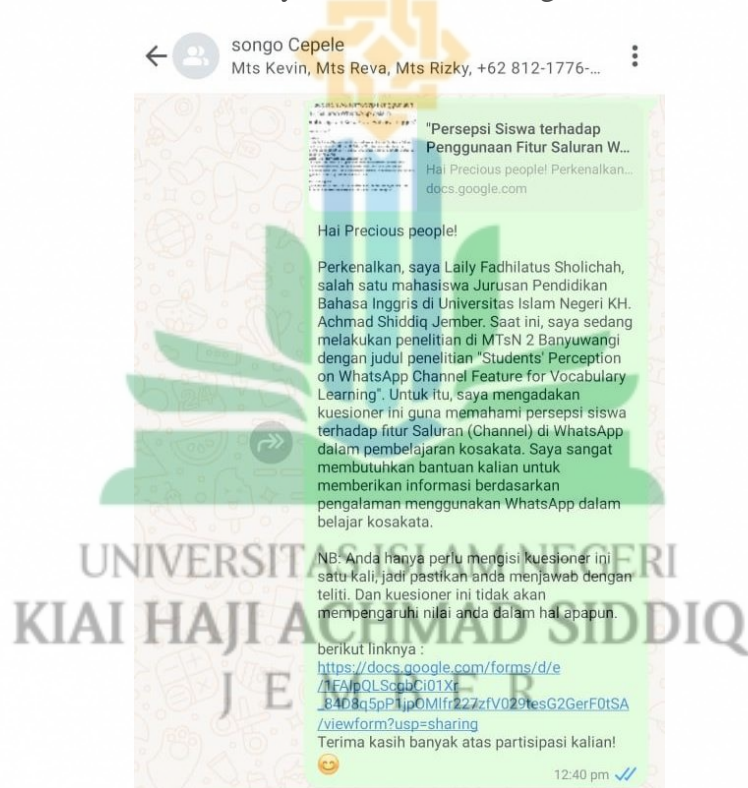 songo Cepele
Mts Kevin, Mts Reva, Mts Rizky, +62 812-1776-...
"Persepsi Siswa terhadap
Penggunaan Fitur Saluran W...
Hai Precious people! Perkenalkan...
docs.google.com
Hai Precious people!
Perkenalkan, saya Laily Fadhilatus Sholichah,
salah satu mahasiswa Jurusan Pendidikan
Bahasa Inggris di Universitas Islam Negeri KH.
Achmad Shiddiq Jember. Saat ini, saya sedang
melakukan penelitian di MTsN 2 Banyuwangi
dengan judul penelitian "Students' Perception
on WhatsApp Channel Feature for Vocabulary
Learning". Untuk itu, saya mengadakan
kuesioner ini guna memahami persepsi siswa
terhadap fitur Saluran (Channel) di WhatsApp
dalam pembelajaran kosakata. Saya sangat
membutuhkan bantuan kalian untuk
memberikan informasi berdasarkan
pengalaman menggunakan WhatsApp dalam
belajar kosakata.
NB: Anda hanya perlu mengisi kuesioner ini
satu kali, jadi pastikan anda menjawab dengan
teliti. Dan kuesioner ini tidak akan
mempengaruhi nilai anda dalam hal apapun.
berikut linknya :
https://docs.google.com/forms/d/e
/viewform?usp=sharing
Terima kasih banyak atas partisipasi kalian!
😊
12:40 pm
UNIVERSITAS ISLAM NEGERI
KIAI HAJI ACHMAD SIDDIQ
JEMBER